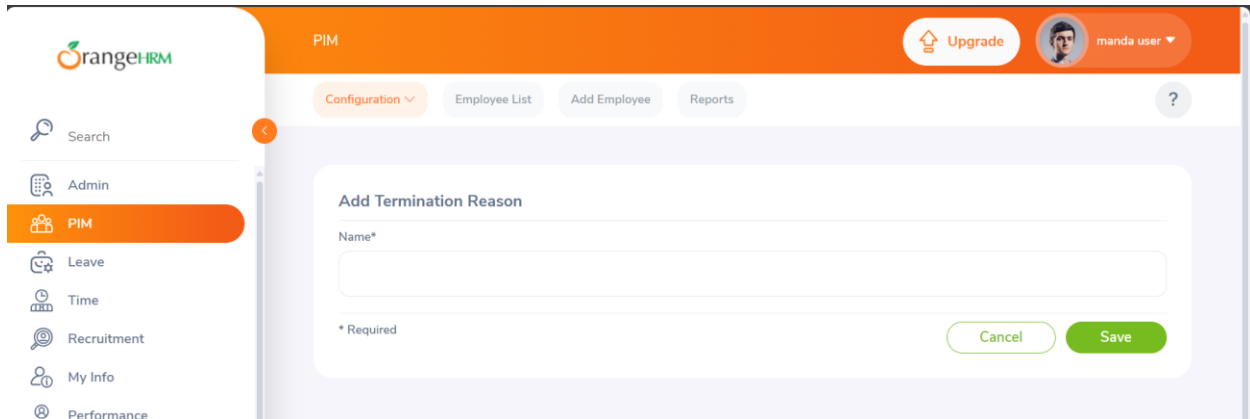 OrangeHRM
PIM
Upgrade
manda user
Configuration
Employee List
Add Employee
Reports
?
Search
Admin
PIM
Leave
Time
Recruitment
My Info
Performance
Add Termination Reason
Name*
* Required
Cancel
Save